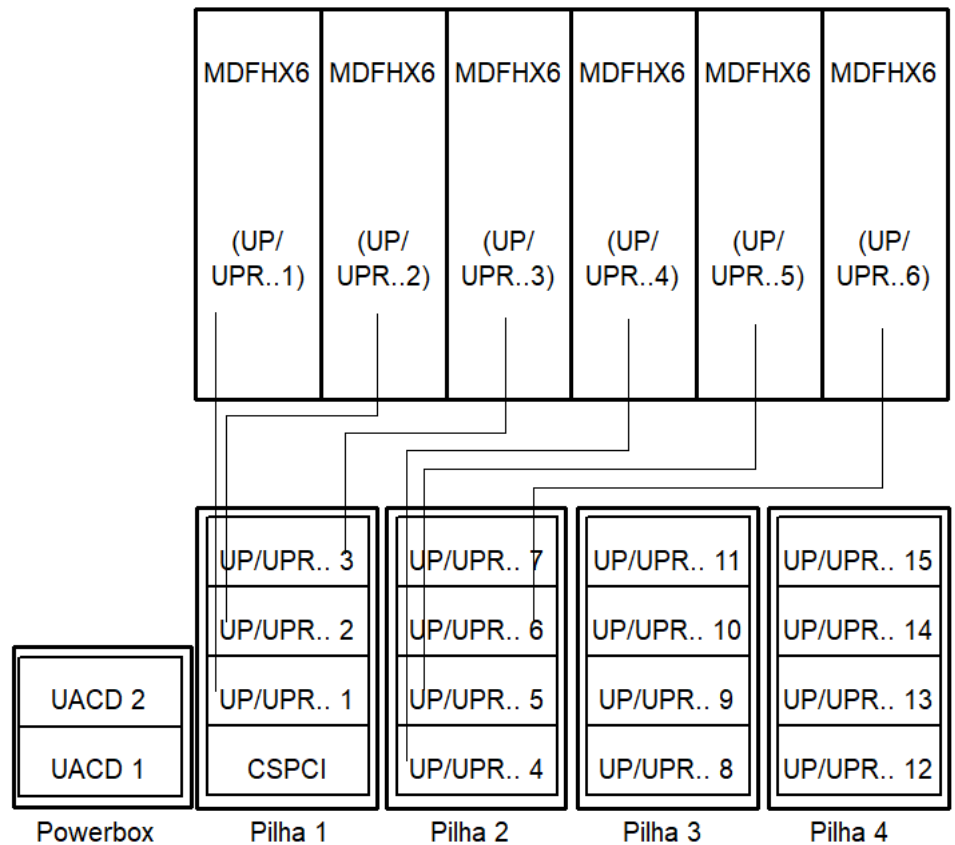 MDFHX6 MDFHX6 MDFHX6 MDFHX6 MDFHX6 MDFHX6
(UP/ (UP/ (UP/ (UP/ (UP/ (UP/
UPR..1) UPR..2) UPR..3) UPR..4) UPR..5) UPR..6)
UP/UPR.. 3 UP/UPR.. 7 UP/UPR.. 11 UP/UPR.. 15
UP/UPR.. 2 UP/UPR.. 6 UP/UPR.. 10 UP/UPR.. 14
UACD 2 UP/UPR.. 1 UP/UPR.. 5 UP/UPR.. 9 UP/UPR.. 13
UACD 1 CSPCI UP/UPR.. 4 UP/UPR.. 8 UP/UPR.. 12
Powerbox Pilha 1 Pilha 2 Pilha 3 Pilha 4